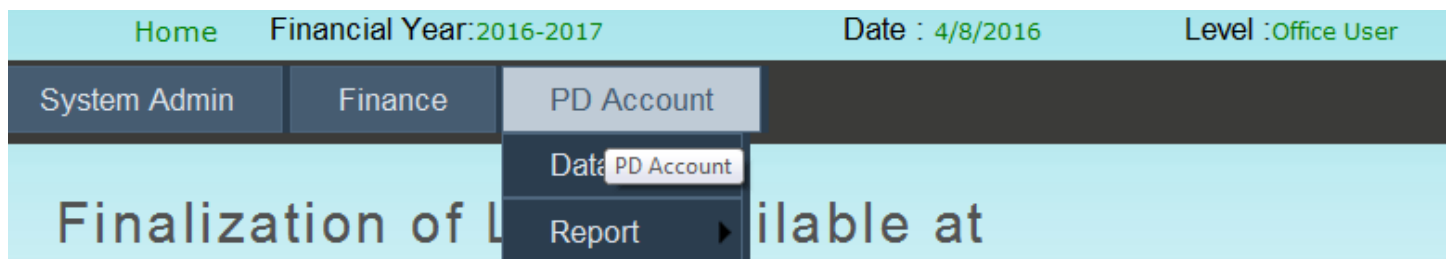 Home Financial Year:2016-2017 Date : 4/8/2016 Level :Office User
System Admin Finance PD Account
Data PD Account
Finalization of
ilable at
Report